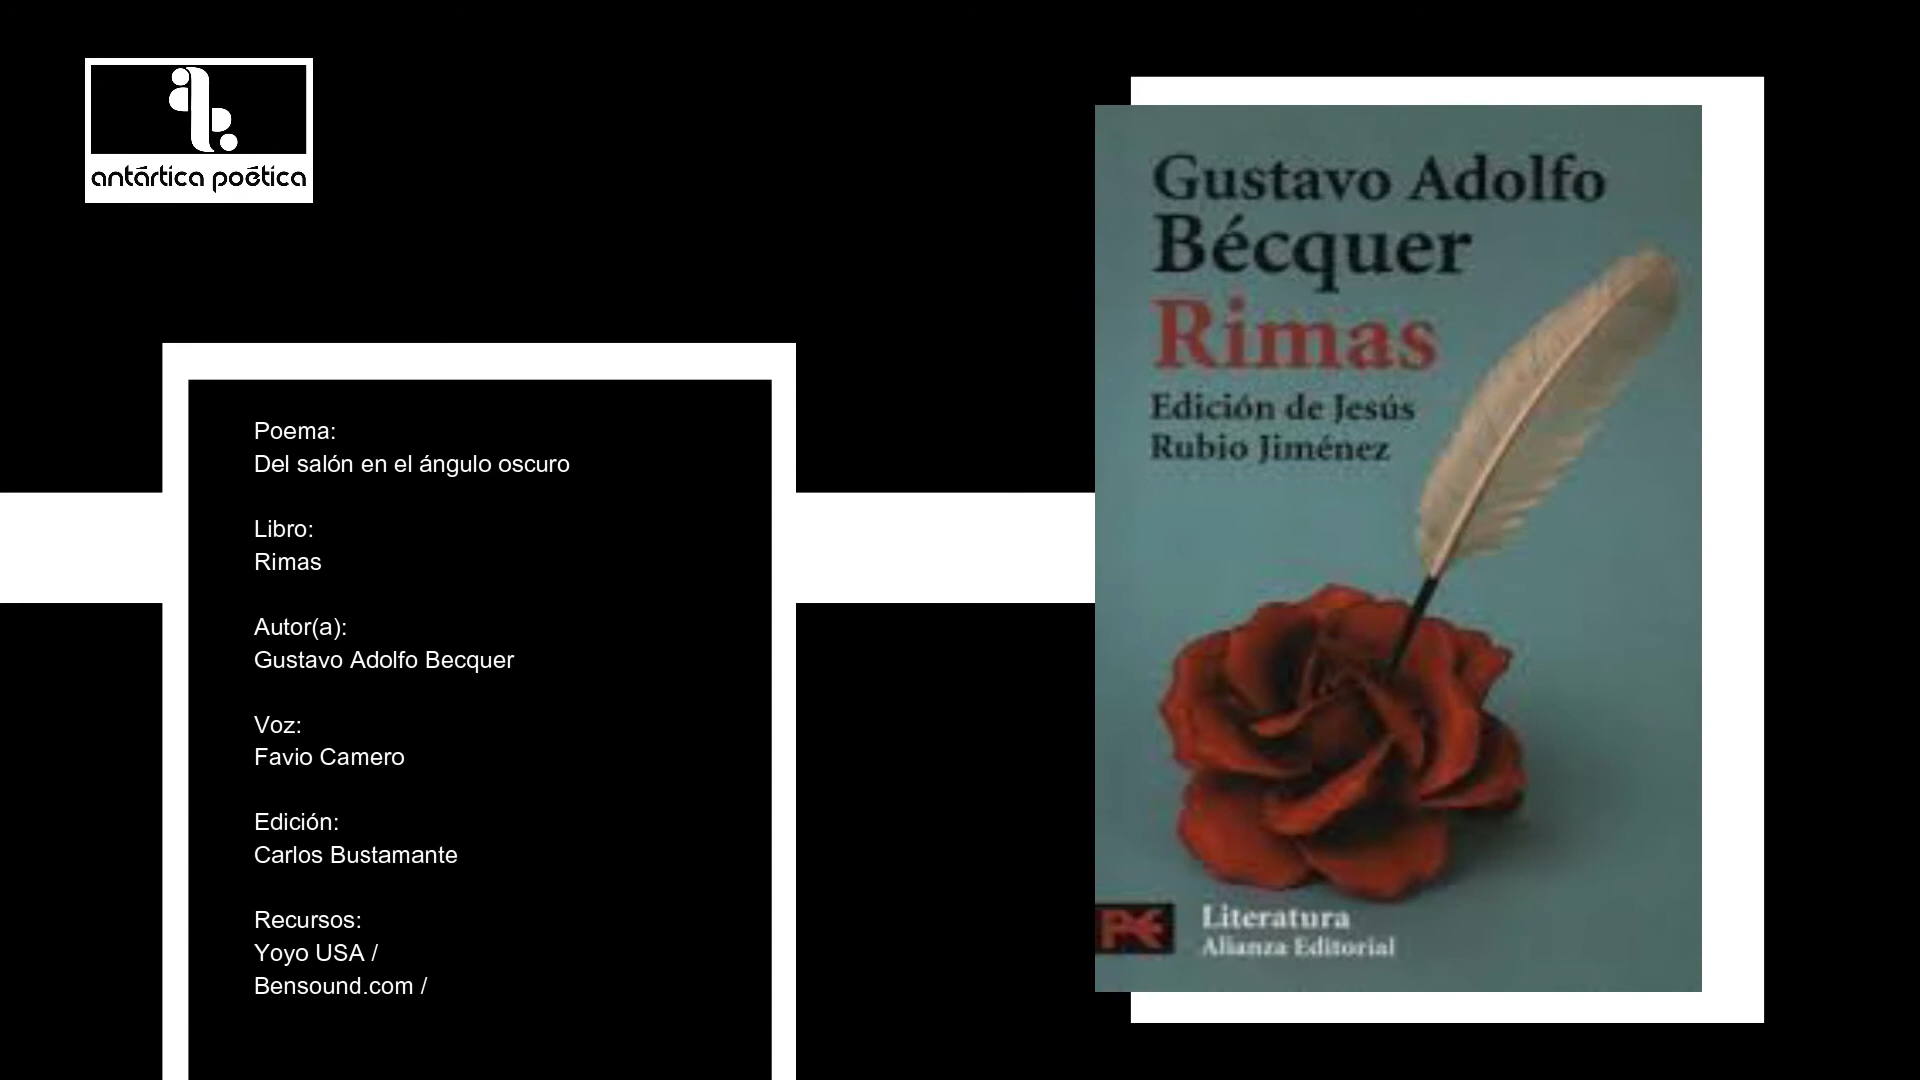 antártica poética
Poema:
Del salón en el ángulo oscuro
Libro:
Rimas
Autor(a):
Gustavo Adolfo Becquer
Voz:
Favio Camero
Edición:
Carlos Bustamante
Recursos:
Yoyo USA /
Bensound.com /
Gustavo Adolfo
Bécquer
Rimas
Edición de Jesús
Rubio Jiménez
Literatura
Alianza Editorial